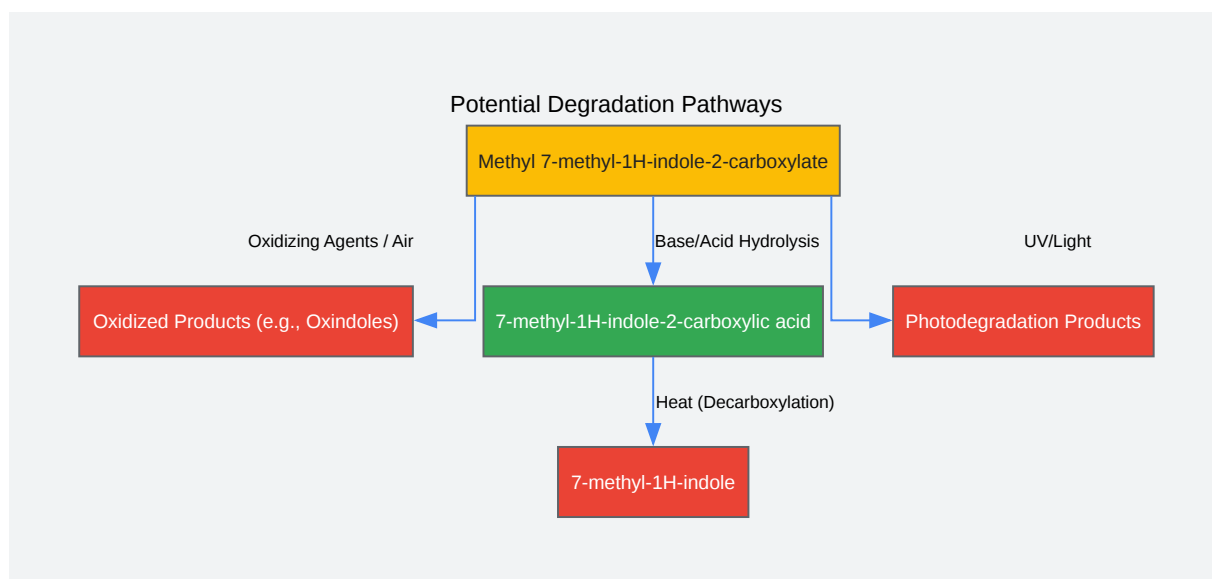 Potential Degradation Pathways
Methyl 7-methyl-1H-indole-2-carboxylate
Oxidizing Agents / Air
Base/Acid Hydrolysis
UV/Light
Oxidized Products (e.g., Oxindoles)
7-methyl-1H-indole-2-carboxylic acid
Photodegradation Products
Heat (Decarboxylation)
7-methyl-1H-indole